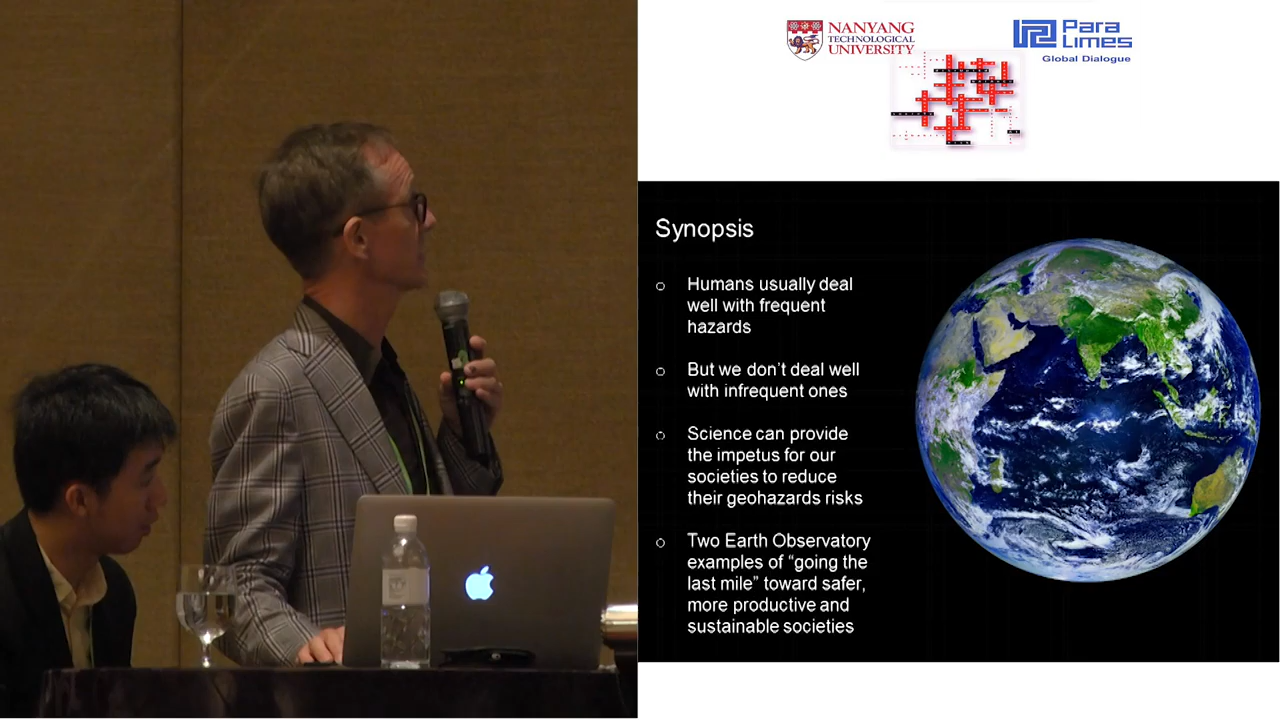 NANYANG
TECHNOLOGICAL
UNIVERSITY
Para
Limes
Global Dialogue
Synopsis
Humans usually deal
well with frequent
hazards
But we don't deal well
with infrequent ones
Science can provide
the impetus for our
societies to reduce
their geohazards risks
Two Earth Observatory
examples of “going the
last mile” toward safer,
more productive and
sustainable societies